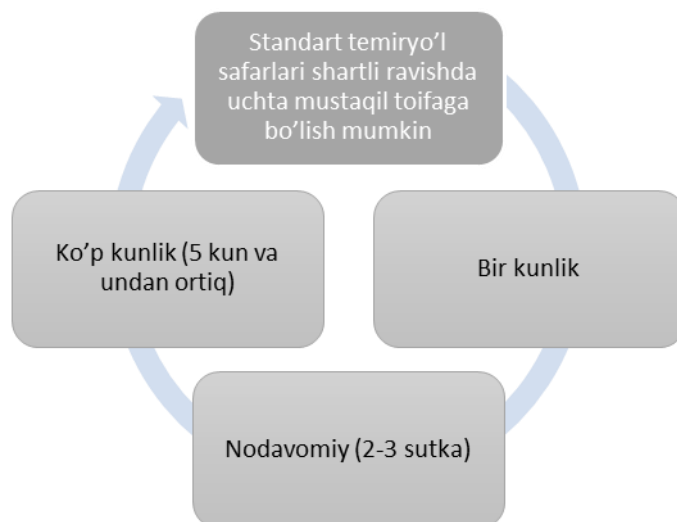 Standart temiryo’l
safarlari shartli ravishda
uchta mustaqil toifaga
bo’lish mumkin
Bir kunlik
Nodavomiy (2-3 sutka)
Ko’p kunlik (5 kun va
undan ortiq)